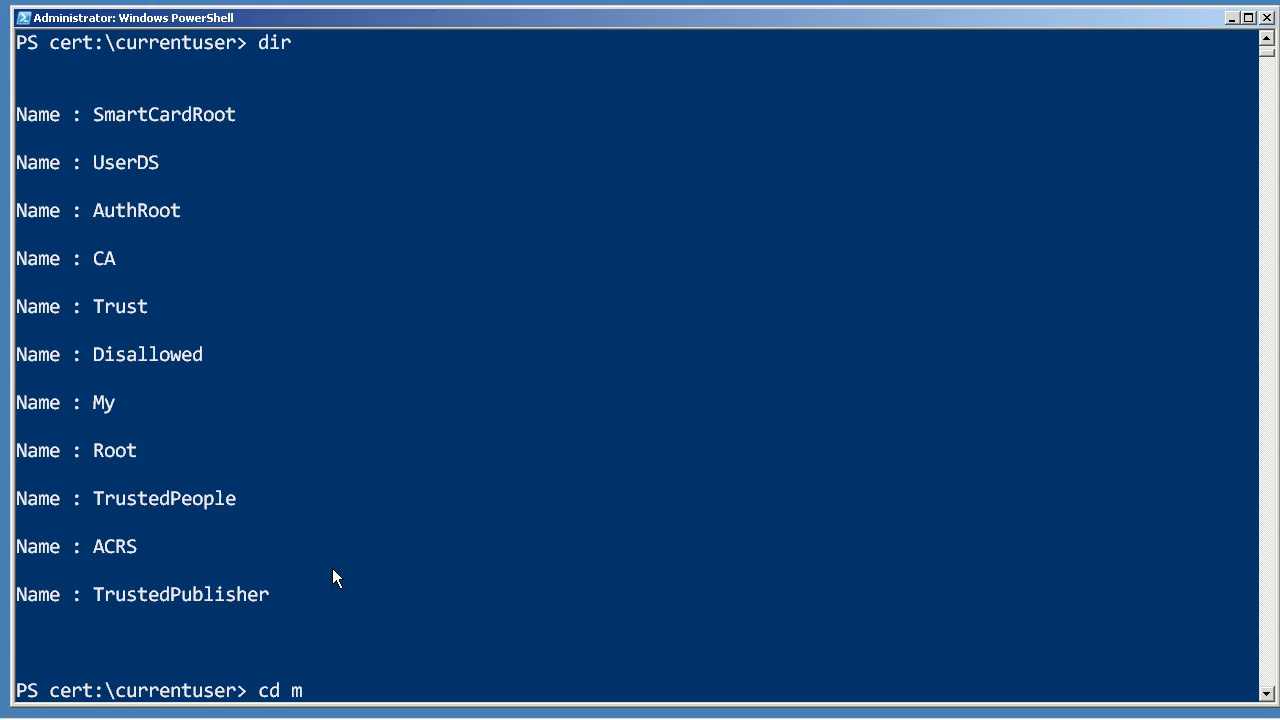 Administrator: Windows PowerShell
PS cert:\currentuser> dir
Name : SmartCardRoot
Name : UserDS
Name : AuthRoot
Name : CA
Name : Trust
Name : Disallowed
Name : My
Name : Root
Name : TrustedPeople
Name : ACRS
Name : TrustedPublisher
PS cert:\currentuser> cd m